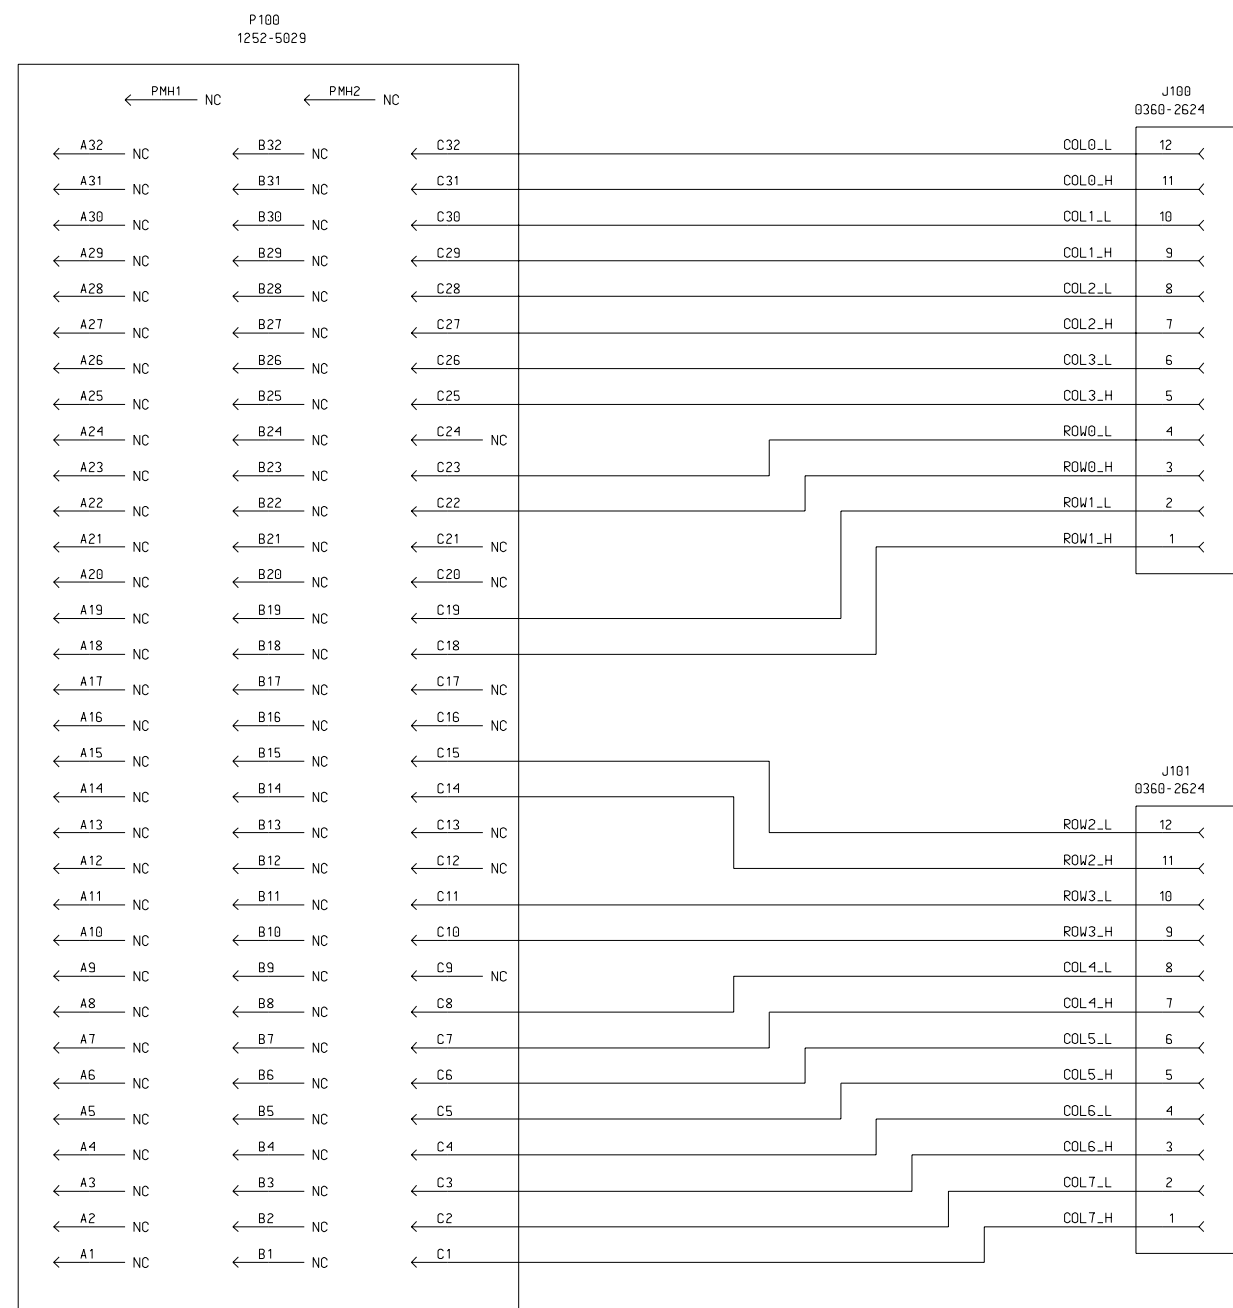 P100
1252-5029
PMH1 NC PMH2 NC
J100
0360-2624
A32 NC B32 NC C32 COL0_L 12
A31 NC B31 NC C31 COL0_H 11
A30 NC B30 NC C30 COL1_L 10
A29 NC B29 NC C29 COL1_H 9
A28 NC B28 NC C28 COL2_L 8
A27 NC B27 NC C27 COL2_H 7
A26 NC B26 NC C26 COL3_L 6
A25 NC B25 NC C25 COL3_H 5
A24 NC B24 NC C24 NC ROW0_L 4
A23 NC B23 NC C23 ROW0_H 3
A22 NC B22 NC C22 ROW1_L 2
A21 NC B21 NC C21 NC ROW1_H 1
A20 NC B20 NC C20 NC
A19 NC B19 NC C19
A18 NC B18 NC C18
A17 NC B17 NC C17 NC
A16 NC B16 NC C16 NC
A15 NC B15 NC C15
J101
0360-2624
A14 NC B14 NC C14
A13 NC B13 NC C13 NC ROW2_L 12
A12 NC B12 NC C12 NC ROW2_H 11
A11 NC B11 NC C11 ROW3_L 10
A10 NC B10 NC C10 ROW3_H 9
A9 NC B9 NC C9 NC COL4_L 8
A8 NC B8 NC C8 COL4_H 7
A7 NC B7 NC C7 COL5_L 6
A6 NC B6 NC C6 COL5_H 5
A5 NC B5 NC C5 COL6_L 4
A4 NC B4 NC C4 COL6_H 3
A3 NC B3 NC C3 COL7_L 2
A2 NC B2 NC C2 COL7_H 1
A1 NC B1 NC C1